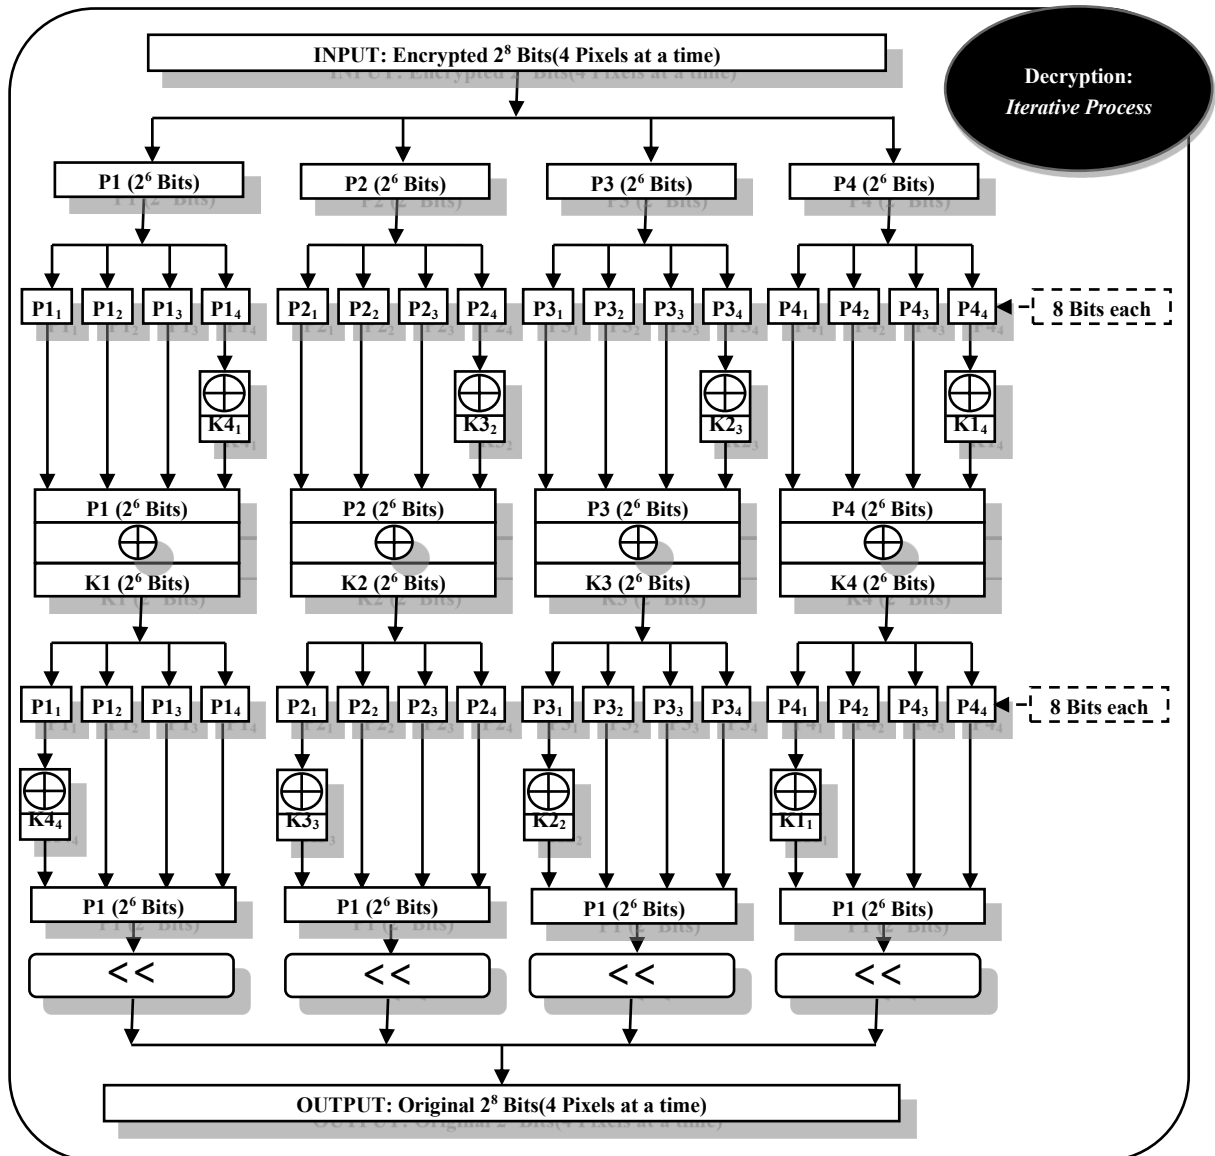 INPUT: Encrypted 2⁸ Bits(4 Pixels at a time)
Decryption:
Iterative Process
P1 (2⁶ Bits) P2 (2⁶ Bits) P3 (2⁶ Bits) P4 (2⁶ Bits)
P1₁ P1₂ P1₃ P1₄ P2₁ P2₂ P2₃ P2₄ P3₁ P3₂ P3₃ P3₄ P4₁ P4₂ P4₃ P4₄ 8 Bits each
K4₁ K3₂ K2₃ K1₄
P1 (2⁶ Bits) P2 (2⁶ Bits) P3 (2⁶ Bits) P4 (2⁶ Bits)
K1 (2⁶ Bits) K2 (2⁶ Bits) K3 (2⁶ Bits) K4 (2⁶ Bits)
P1₁ P1₂ P1₃ P1₄ P2₁ P2₂ P2₃ P2₄ P3₁ P3₂ P3₃ P3₄ P4₁ P4₂ P4₃ P4₄ 8 Bits each
K4₄ K3₃ K2₂ K1₁
P1 (2⁶ Bits) P1 (2⁶ Bits) P1 (2⁶ Bits) P1 (2⁶ Bits)
<< << << <<
OUTPUT: Original 2⁸ Bits(4 Pixels at a time)